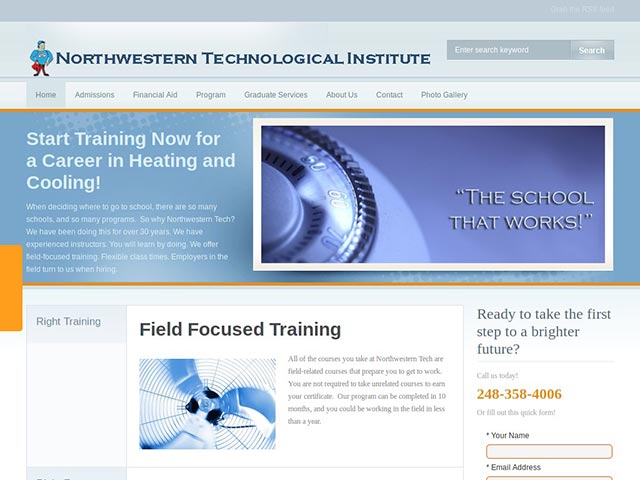 Grab the RSS feed
NORTHWESTERN TECHNOLOGICAL INSTITUTE
Enter search keyword
Search
Home
Admissions
Financial Aid
Program
Graduate Services
About Us
Contact
Photo Gallery
Start Training Now for
a Career in Heating and
Cooling!
When deciding where to go to school, there are so many
schools, and so many programs.  So why Northwestern Tech?
We have been doing this for over 30 years. We have
experienced instructors. You will learn by doing. We offer
field-focused training. Flexible class times. Employers in the
field turn to us when hiring.
“THE SCHOOL
THAT WORKS!”
Right Training
Field Focused Training
All of the courses you take at Northwestern Tech are
field-related courses that prepare you to get to work.
You are not required to take unrelated courses to earn
your certificate.  Our program can be completed in 10
months, and you could be working in the field in less
than a year.
Ready to take the first
step to a brighter
future?
Call us today!
248-358-4006
Or fill out this quick form!
* Your Name
* Email Address